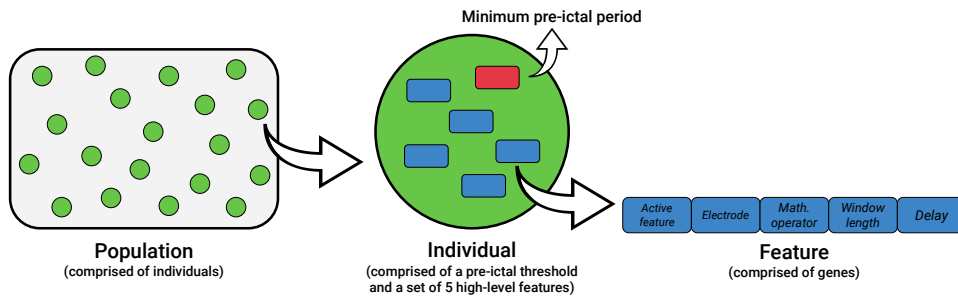 Minimum pre-ictal period
Active
feature
Electrode
Math.
operator
Window
length
Delay
Population
(comprised of individuals)
Individual
(comprised of a pre-ictal threshold
and a set of 5 high-level features)
Feature
(comprised of genes)